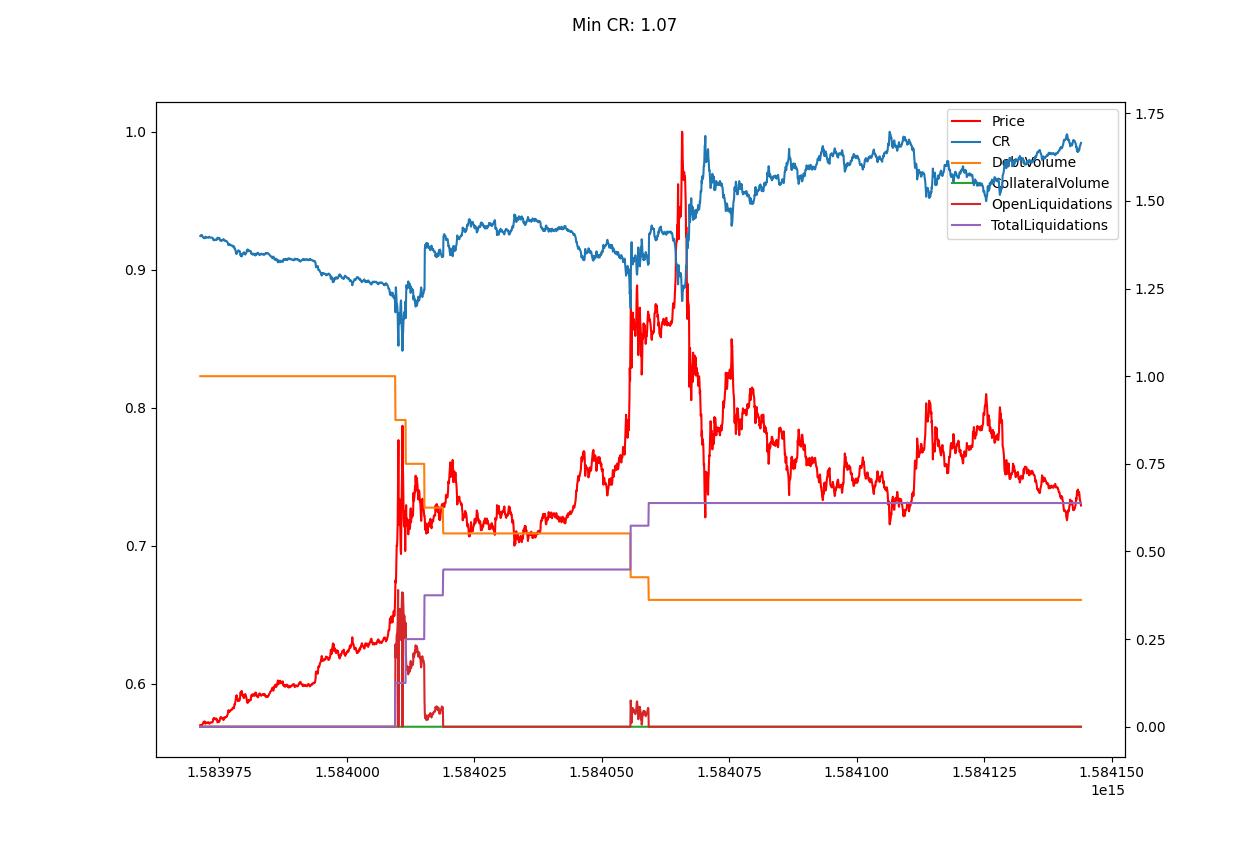 Min CR: 1.07
1.0
0.9
0.8
0.7
0.6
1.75
1.50
1.25
1.00
0.75
0.50
0.25
0.00
Price
CR
DebtVolume
CollateralVolume
OpenLiquidations
TotalLiquidations
1.583975 1.584000 1.584025 1.584050 1.584075 1.584100 1.584125 1.584150
1e15